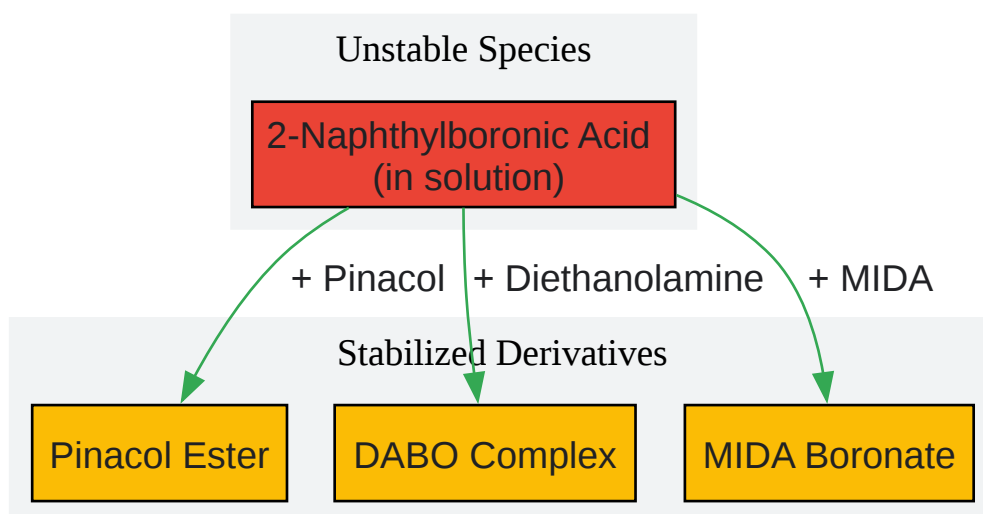 Unstable Species
2-Naphthylboronic Acid
(in solution)
+ Pinacol
+ Diethanolamine
+ MIDA
Stabilized Derivatives
Pinacol Ester
DABO Complex
MIDA Boronate